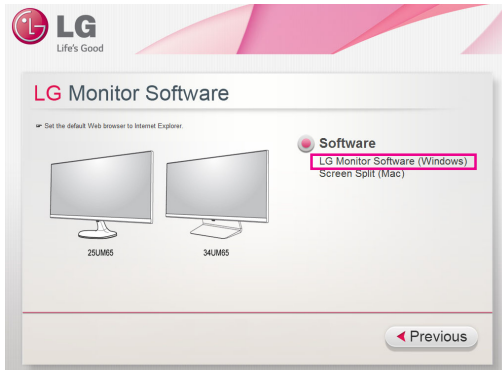 LG
LG
Life's Good
LG Monitor Software
☞ Set the default Web browser to Internet Explorer.
Software
LG Monitor Software (Windows)
Screen Split (Mac)
25UM65
34UM65
Previous